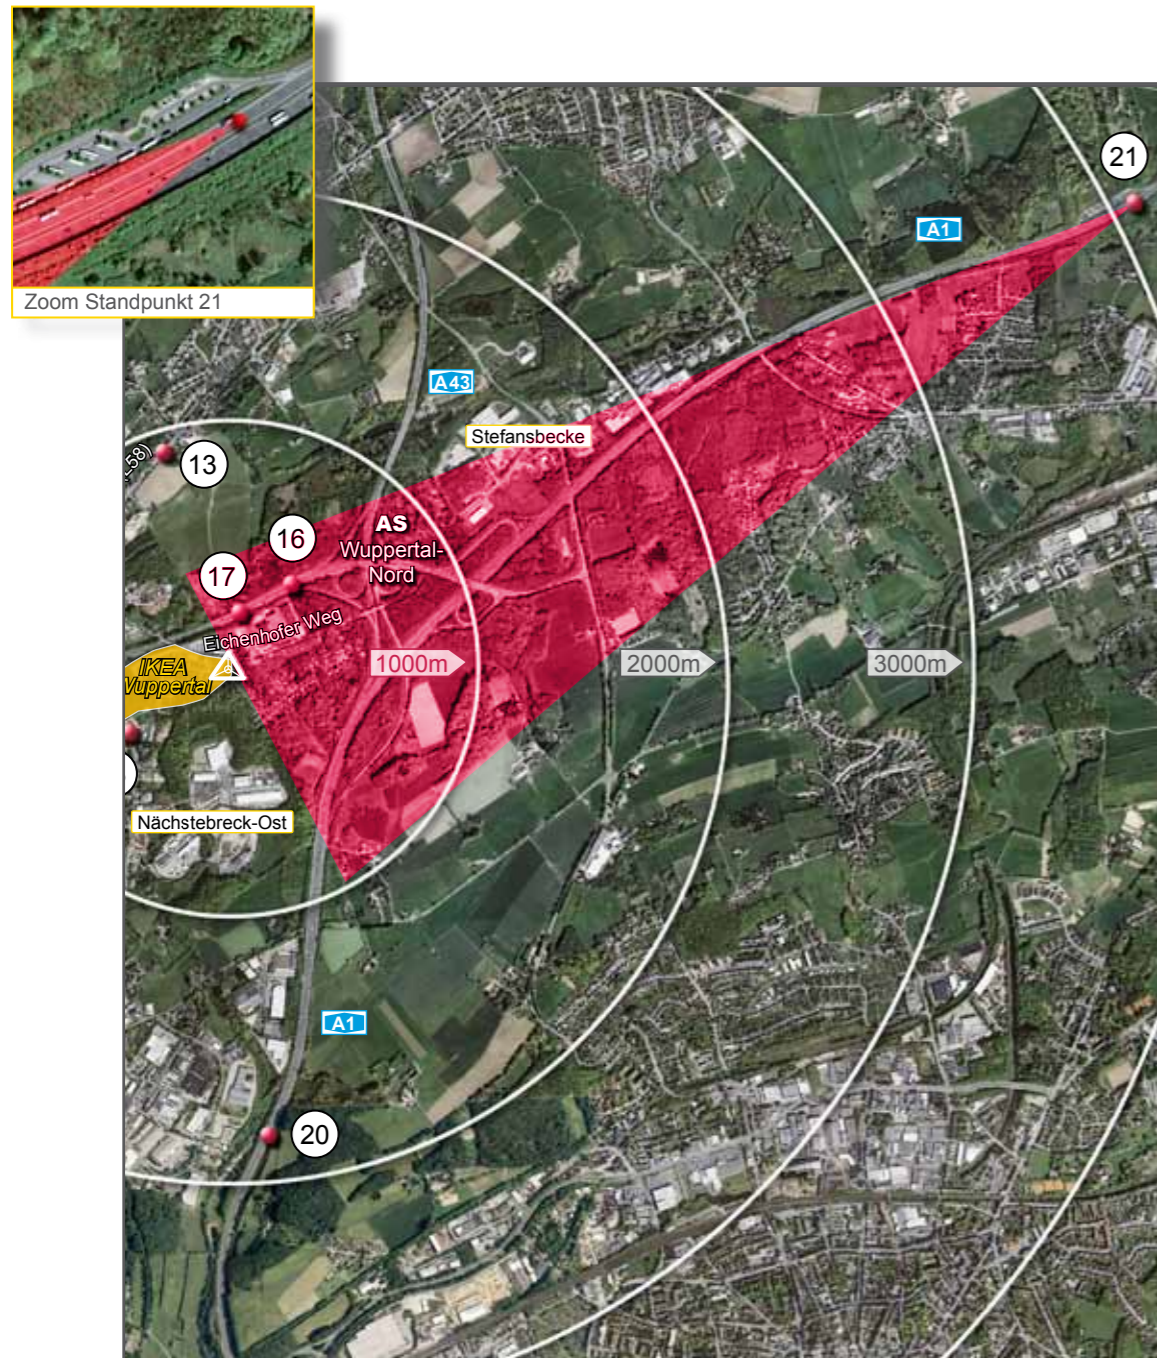 Zoom Standpunkt 21
21
A1
A43
Stefansbecke
L58)
13
16
AS
Wuppertal-
Nord
17
Eichenhofer Weg
IKEA
Wuppertal
1000m
2000m
3000m
Nächstebreck-Ost
A1
20